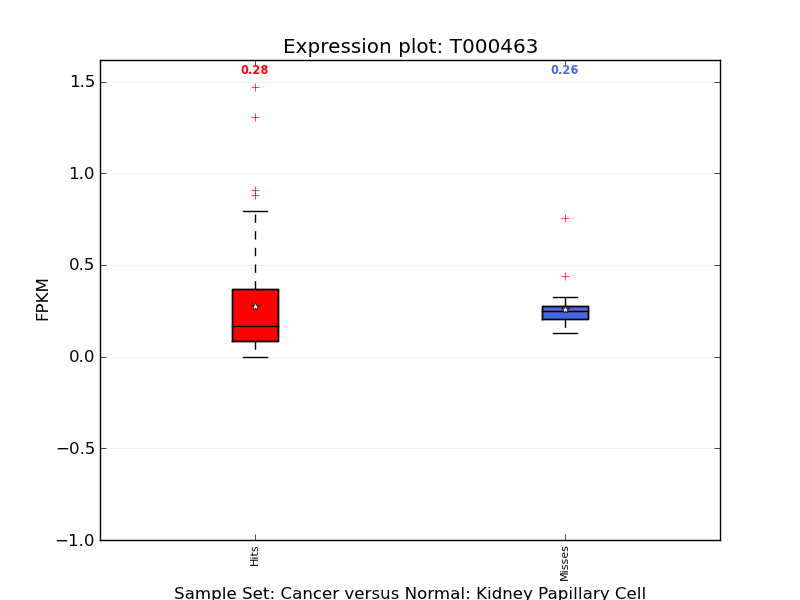 Expression plot: T000463
0.28
0.26
1.5
1.0
0.5
0.0
−0.5
−1.0
FPKM
Hits
Misses
Sample Set: Cancer versus Normal: Kidney Papillary Cell